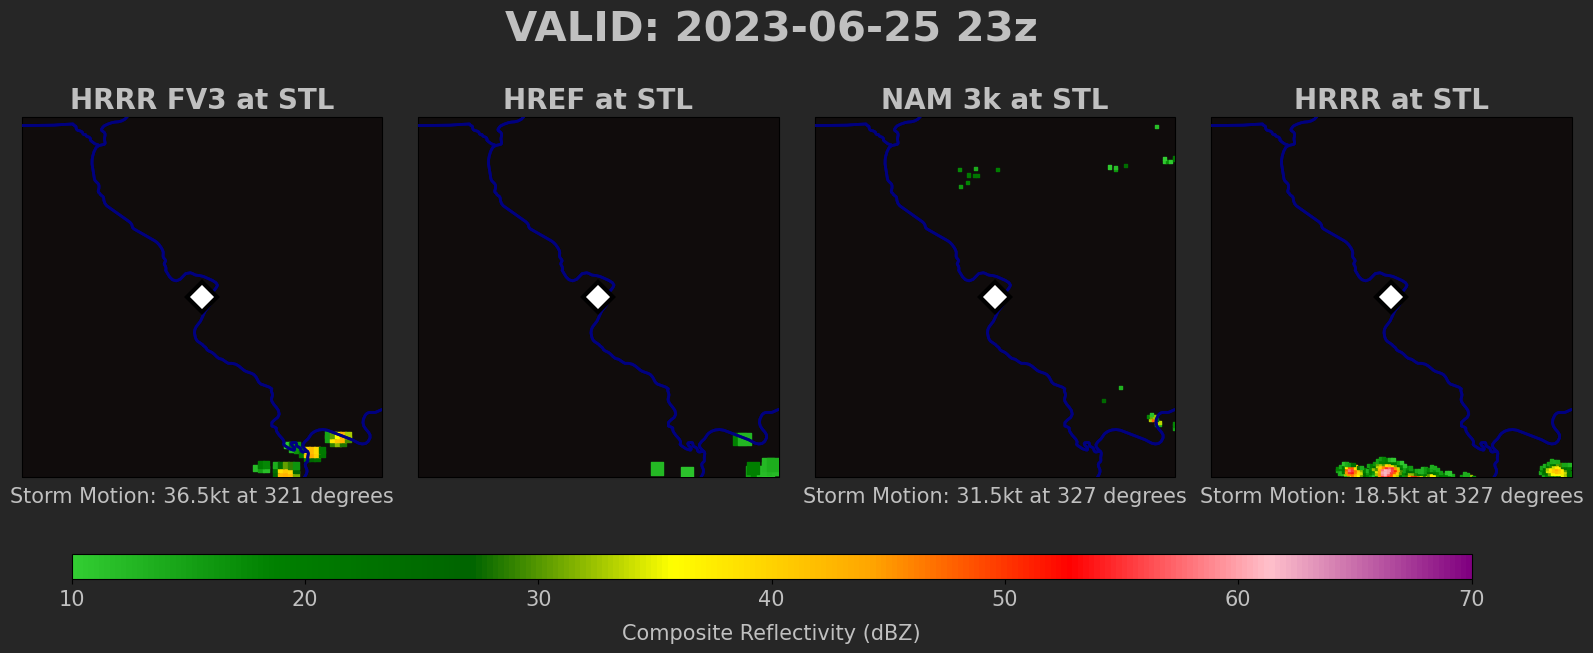 VALID: 2023-06-25 23z
HRRR FV3 at STL
HREF at STL
NAM 3k at STL
HRRR at STL
Storm Motion: 36.5kt at 321 degrees
Storm Motion: 31.5kt at 327 degrees
Storm Motion: 18.5kt at 327 degrees
10 20 30 40 50 60 70
Composite Reflectivity (dBZ)